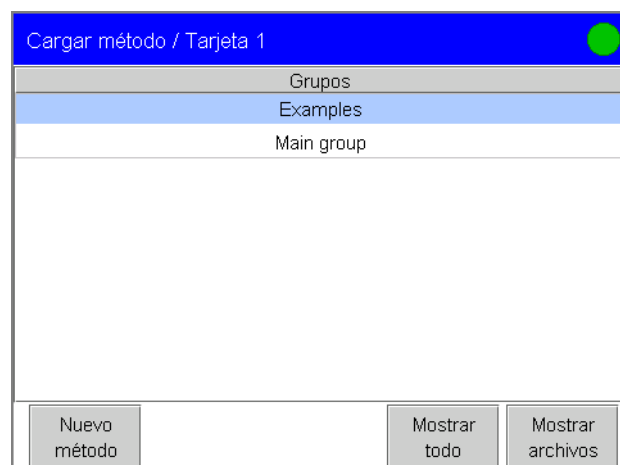 Cargar método / Tarjeta 1
Grupos
Examples
Main group
Nuevo
método
Mostrar
todo
Mostrar
archivos